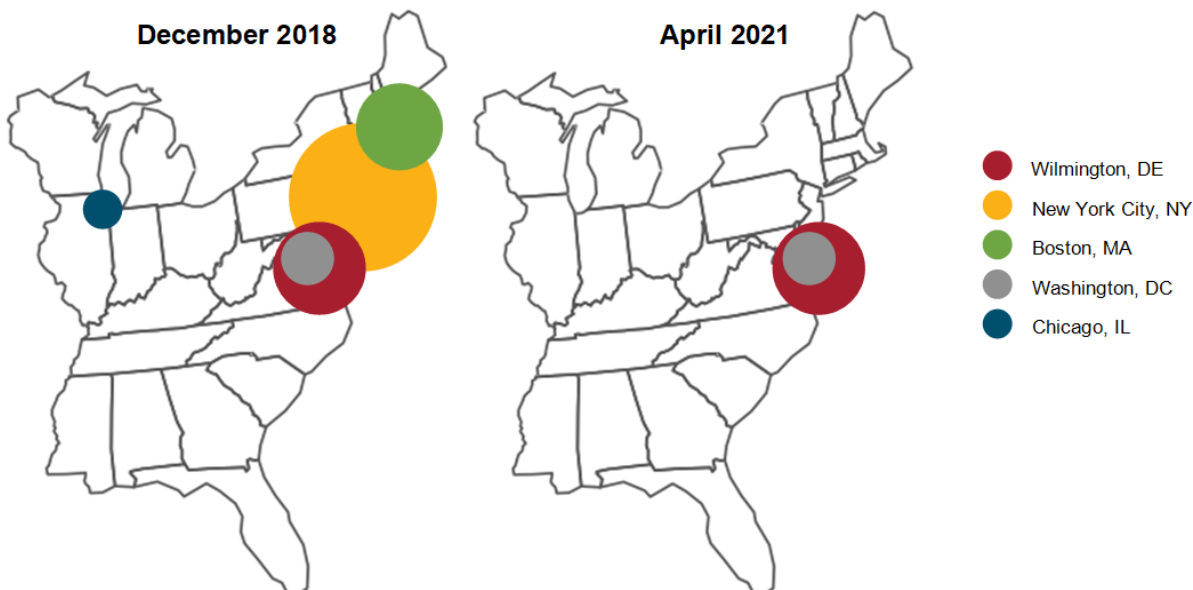 December 2018
April 2021
Wilmington, DE
New York City, NY
Boston, MA
Washington, DC
Chicago, IL